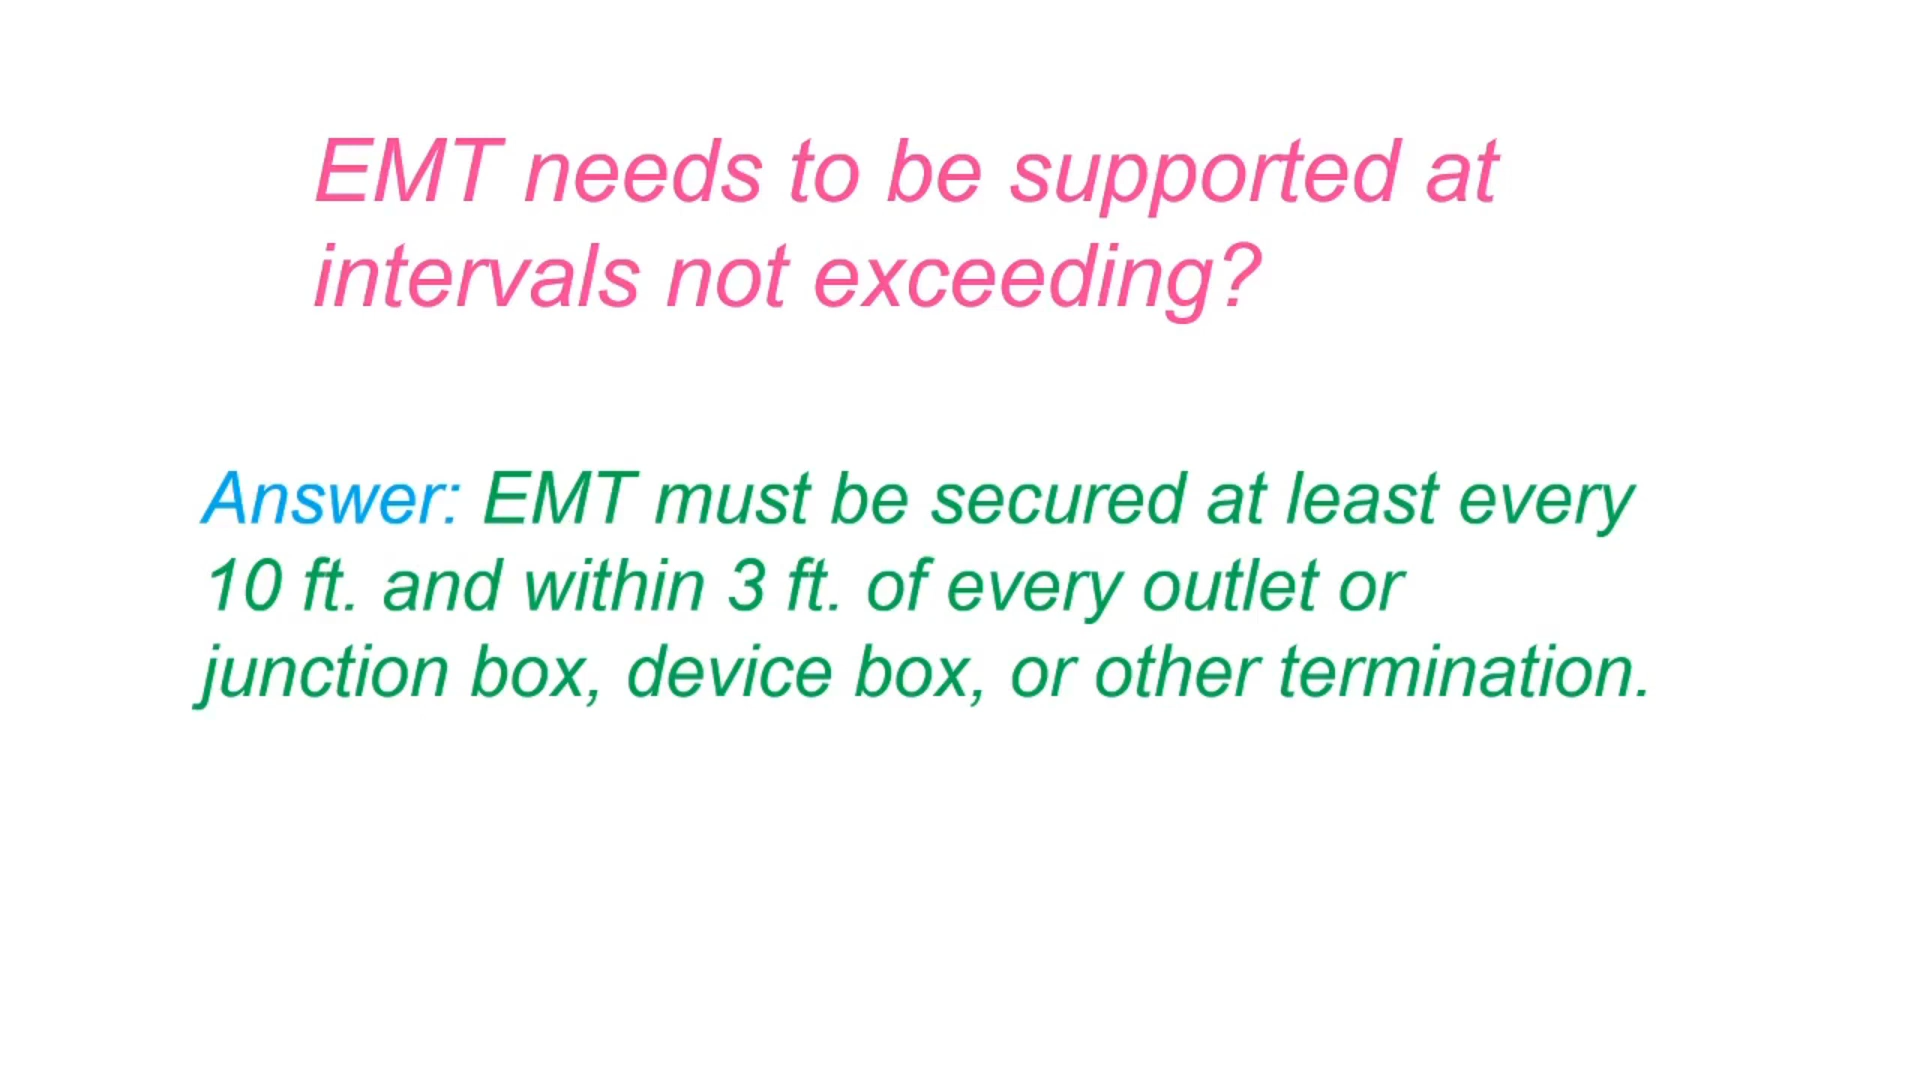 EMT needs to be supported at
intervals not exceeding?
Answer: EMT must be secured at least every
10 ft. and within 3 ft. of every outlet or
junction box, device box, or other termination.